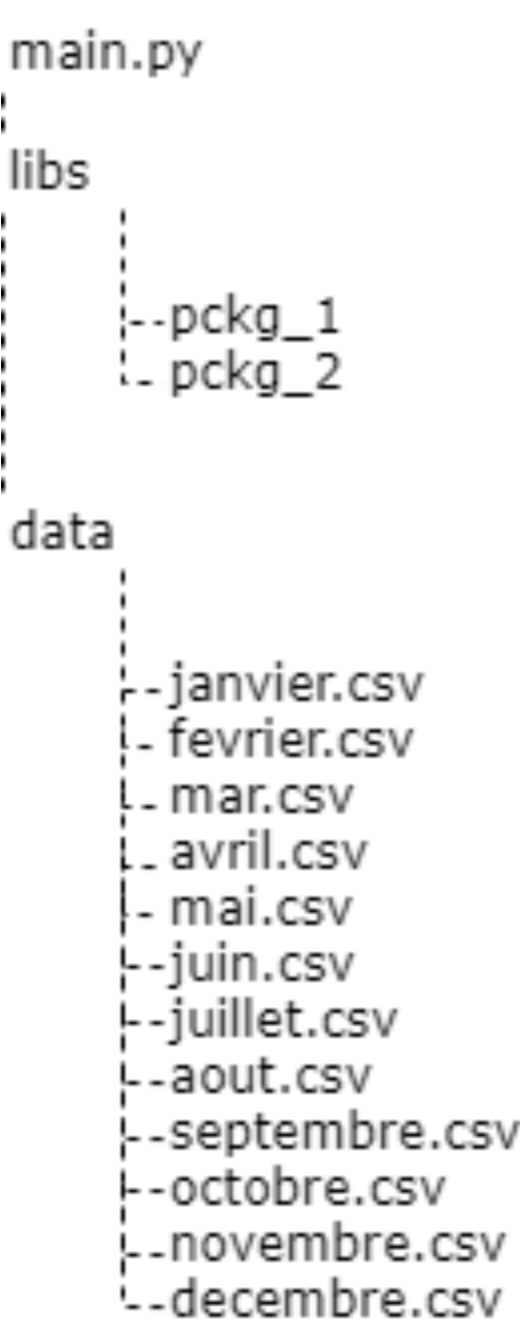 main.py
libs
pckg_1
pckg_2
data
janvier.csv
fevrier.csv
mar.csv
avril.csv
mai.csv
juin.csv
juillet.csv
aout.csv
septembre.csv
octobre.csv
novembre.csv
decembre.csv